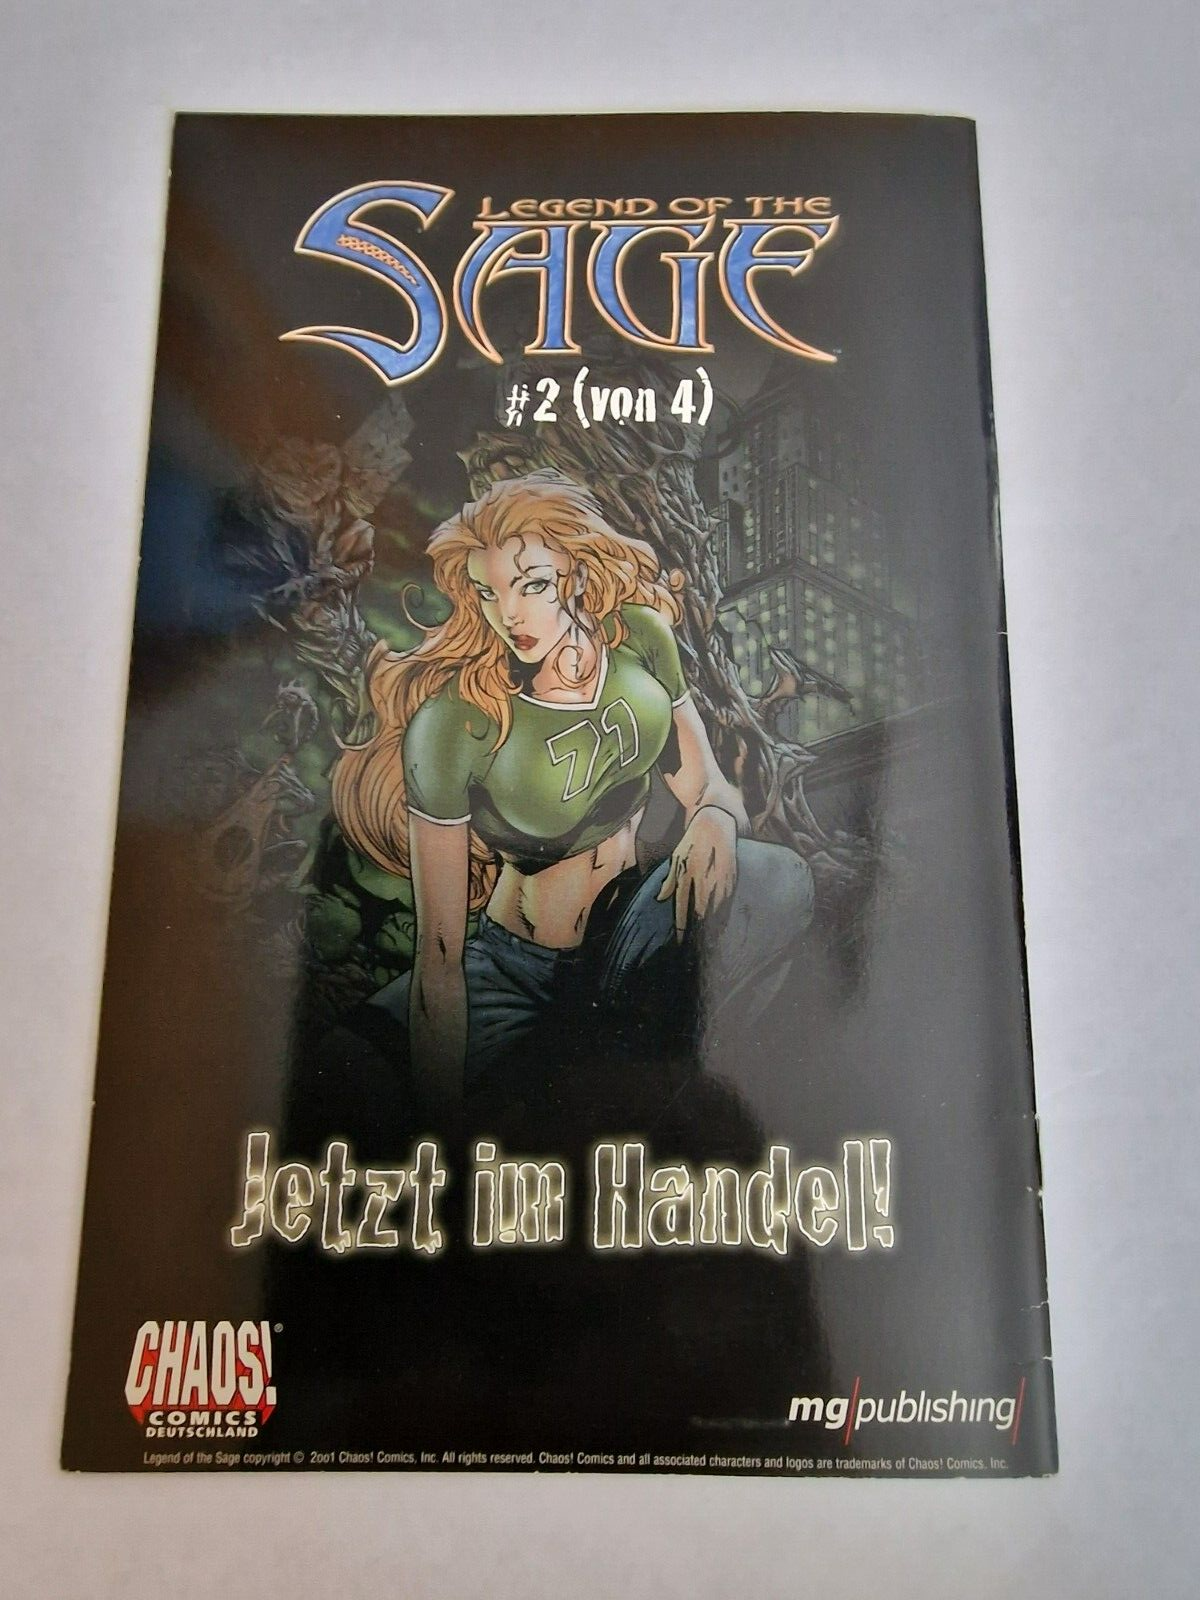 LEGEND OF THE
SAGE
#2 (von 4)
71
Jetzt im Handel!
CHAOS!®
COMICS
DEUTSCHLAND
mg/publishing/
Legend of the Sage copyright © 2001 Chaos! Comics, Inc. All rights reserved. Chaos! Comics and all associated characters and logos are trademarks of Chaos! Comics, Inc.